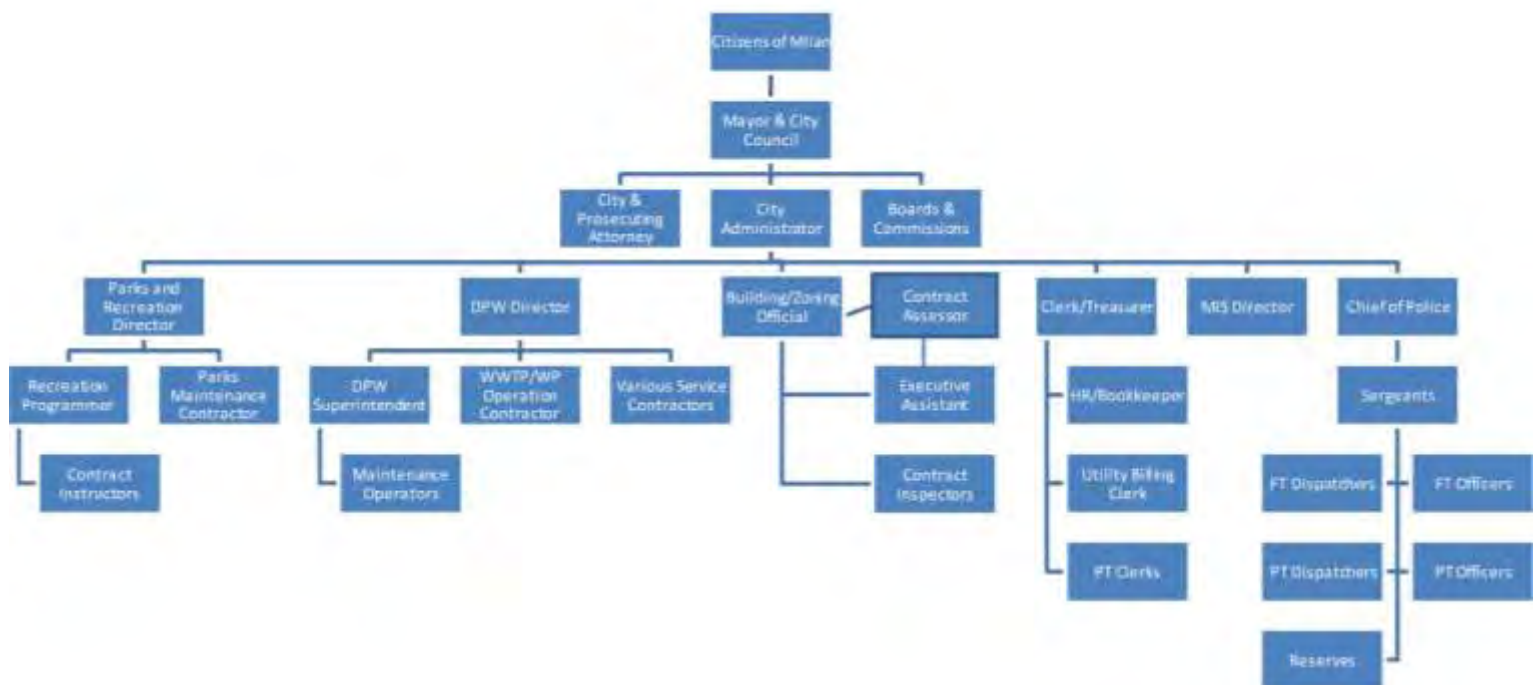 Citizens of Milan
Mayor & City
Council
City &
Prosecuting
Attorney
City
Administrator
Boards &
Commissions
Parks and
Recreation
Director
DPW Director
Building/Zoning
Official
Contract
Assessor
Clerk/Treasurer
MIS Director
Chief of Police
Recreation
Programmer
Parks
Maintenance
Contractor
DPW
Superintendent
WWTP/WP
Operation
Contractor
Various Service
Contractors
Executive
Assistant
HR/Bookkeeper
Sergeants
Contract
Instructors
Maintenance
Operators
Contract
Inspectors
Utility Billing
Clerk
FT Dispatchers
FT Officers
PT Clerks
PT Dispatchers
PT Officers
Reserves